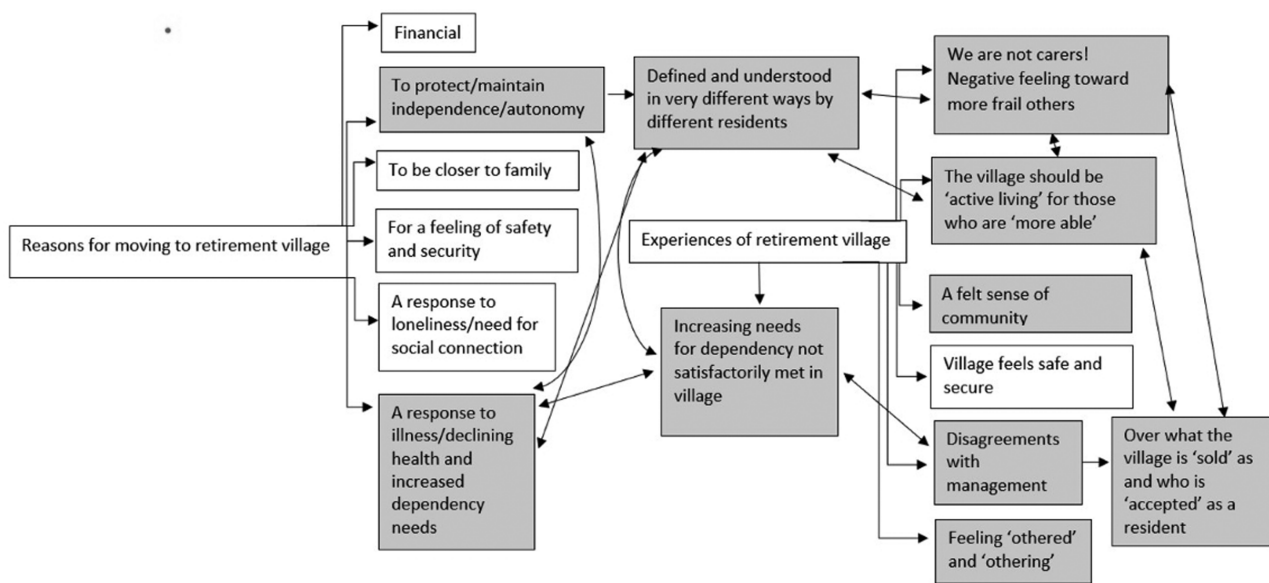 Financial
To protect/maintain
independence/autonomy
To be closer to family
Reasons for moving to retirement village
For a feeling of safety
and security
A response to
loneliness/need for
social connection
A response to
illness/declining
health and
increased
dependency
needs
Defined and understood
in very different ways by
different residents
Experiences of retirement village
Increasing needs
for dependency not
satisfactorily met in
village
We are not carers!
Negative feeling toward
more frail others
The village should be
‘active living’ for those
who are ‘more able’
A felt sense of
community
Village feels safe and
secure
Disagreements
with
management
Over what the
village is ‘sold’ as
and who is
‘accepted’ as a
resident
Feeling ‘othered’
and ‘othering’